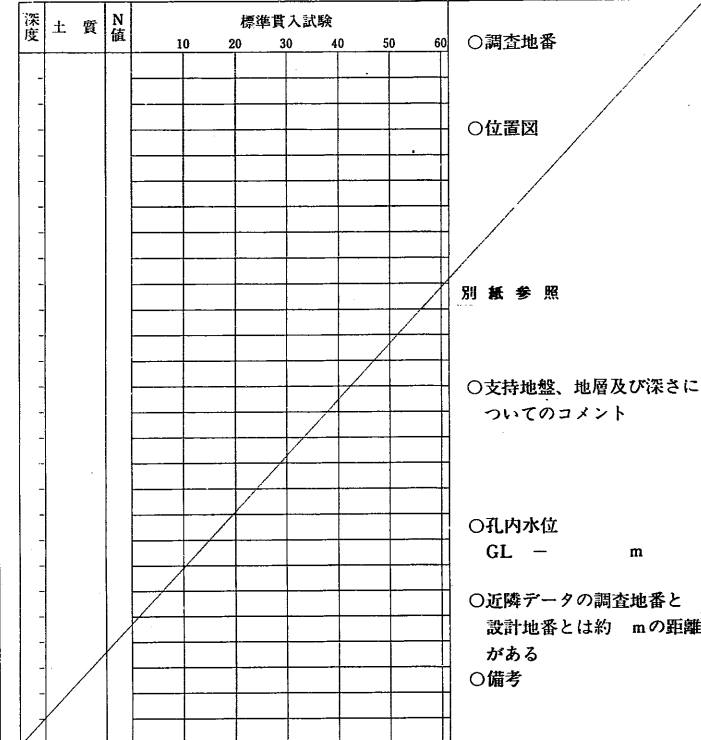 深度 土質 N値 標準貫入試験
10 20 30 40 50 60
○調査地番
○位置図
別紙参照
○支持地盤、地層及び深さに
ついてのコメント
○孔内水位
GL － m
○近隣データの調査地番と
設計地番とは約 mの距離
がある
○備考